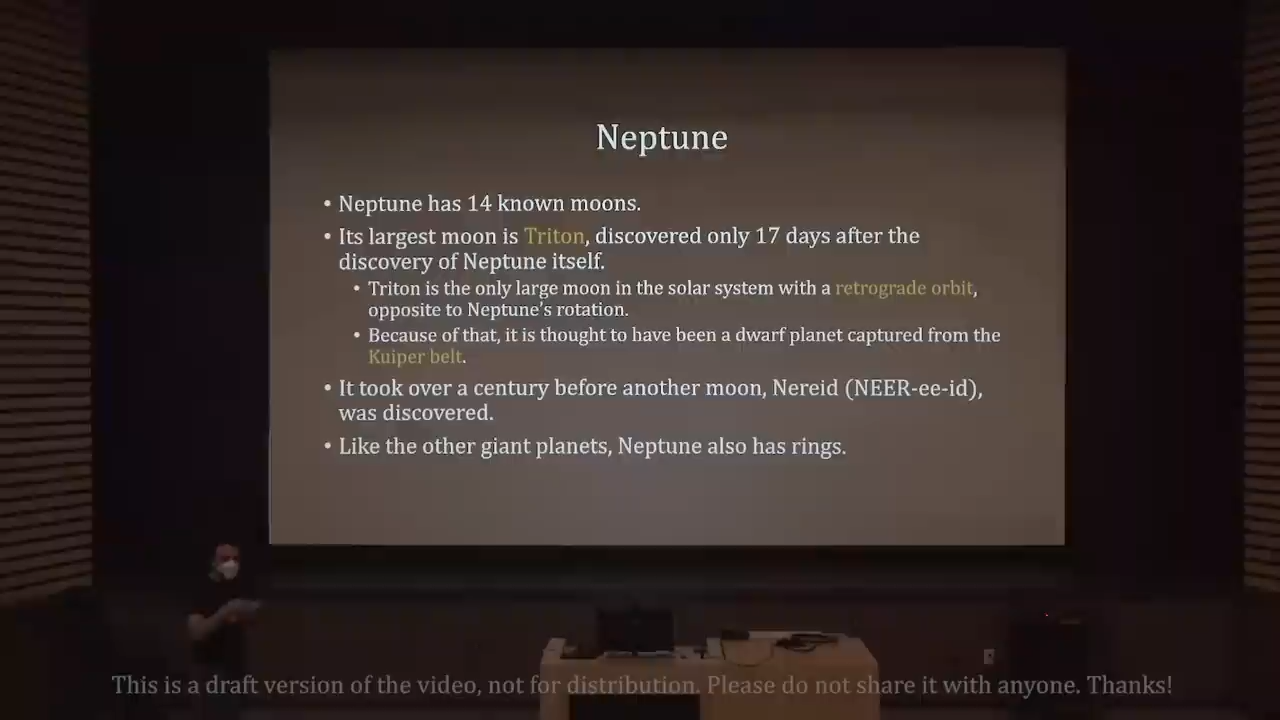 Neptune
• Neptune has 14 known moons.
• Its largest moon is Triton, discovered only 17 days after the
discovery of Neptune itself.
• Triton is the only large moon in the solar system with a retrograde orbit,
opposite to Neptune's rotation.
• Because of that, it is thought to have been a dwarf planet captured from the
Kuiper belt.
• It took over a century before another moon, Nereid (NEER-ee-id),
was discovered.
• Like the other giant planets, Neptune also has rings.
This is a draft version of the video, not for distribution. Please do not share it with anyone. Thanks!